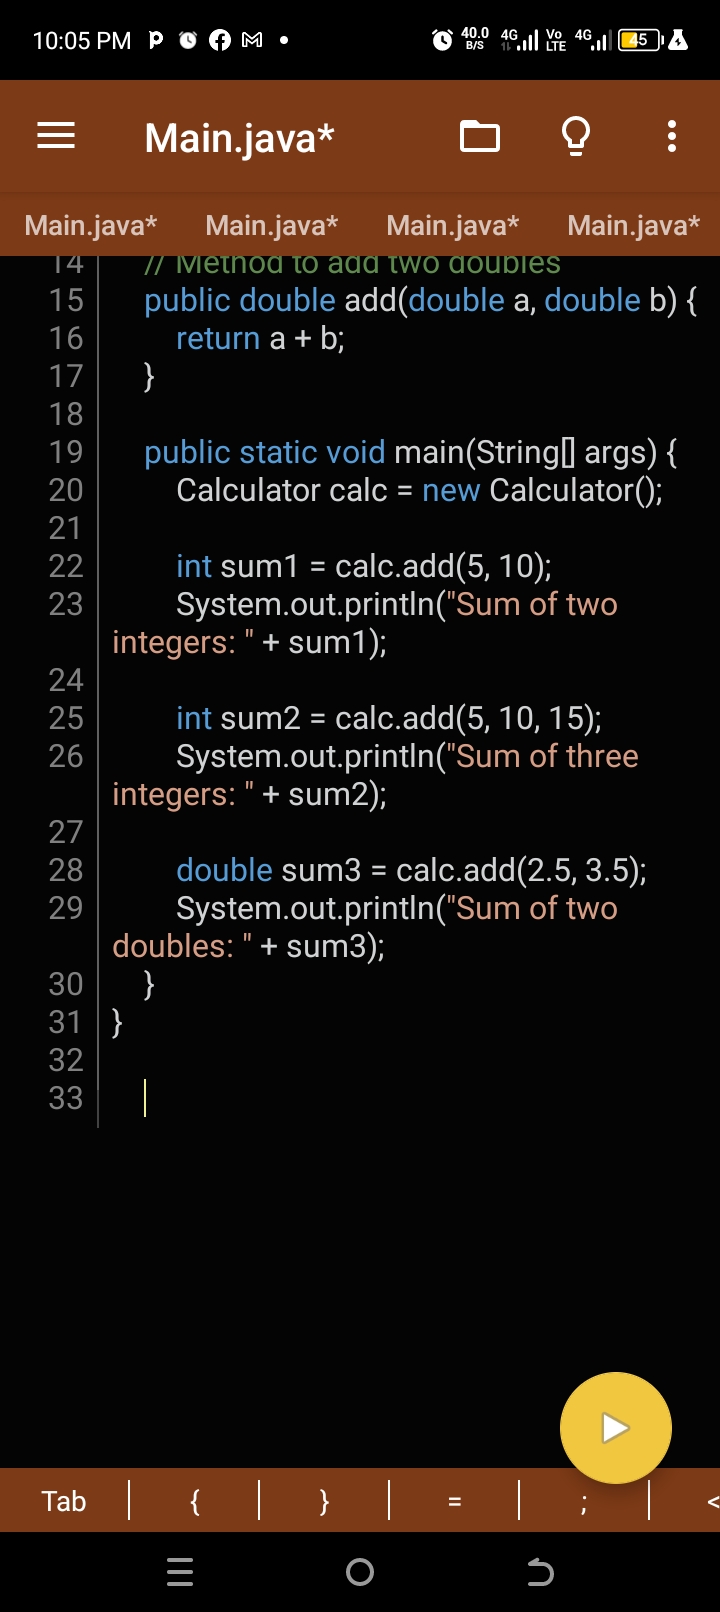 10:05 PM
40.0 B/S 4G Vo LTE 4G 45
Main.java*
Main.java* Main.java* Main.java* Main.java*
14 // Method to add two doubles
15 public double add(double a, double b) {
16 return a + b;
17 }
18
19 public static void main(String[] args) {
20 Calculator calc = new Calculator();
21
22 int sum1 = calc.add(5, 10);
23 System.out.println("Sum of two
integers: " + sum1);
24
25 int sum2 = calc.add(5, 10, 15);
26 System.out.println("Sum of three
integers: " + sum2);
27
28 double sum3 = calc.add(2.5, 3.5);
29 System.out.println("Sum of two
doubles: " + sum3);
30 }
31 }
32
33
Tab { } = ; <